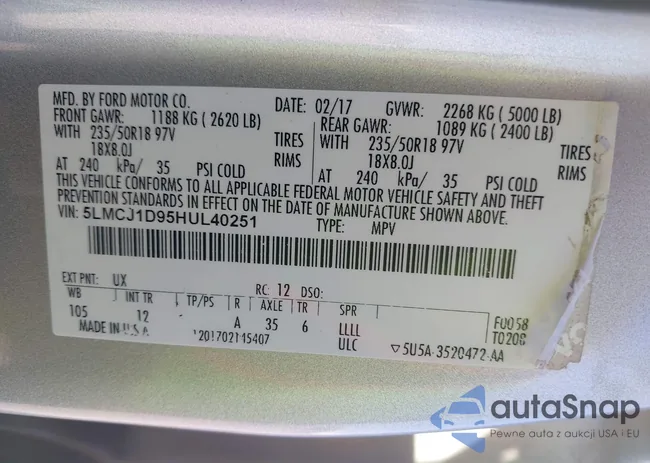 MFD. BY FORD MOTOR CO.
DATE: 02/17 GVWR: 2268 KG ( 5000 LB)
FRONT GAWR: 1188 KG ( 2620 LB) REAR GAWR: 1089 KG ( 2400 LB)
WITH 235/50R18 97V TIRES WITH 235/50R18 97V TIRES
18X8.0J RIMS 18X8.0J RIMS
AT 240 kPa/ 35 PSI COLD AT 240 kPa/ 35 PSI COLD
THIS VEHICLE CONFORMS TO ALL APPLICABLE FEDERAL MOTOR VEHICLE SAFETY AND THEFT
PREVENTION STANDARDS IN EFFECT ON THE DATE OF MANUFACTURE SHOWN ABOVE.
VIN: 5LMCJ1D95HUL40251 TYPE: MPV
EXT PNT: UX RC: 12 DSO:
WB INT TR TP/PS R AXLE TR SPR
105 12 A 35 6 LLLL
MADE IN U.S.A. ULC
F0058
T0208
▽5U5A-3520472-AA
autaSnap
Pewne auta z aukcji USA i EU